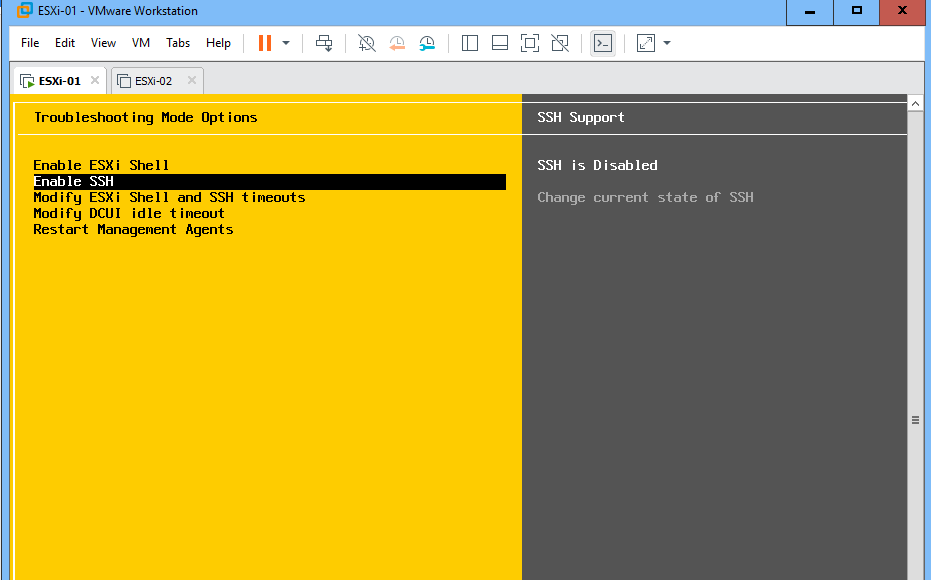 ESXi-01 - VMware Workstation
File Edit View VM Tabs Help
ESXi-01 ESXi-02
Troubleshooting Mode Options
Enable ESXi Shell
Enable SSH
Modify ESXi Shell and SSH timeouts
Modify DCUI idle timeout
Restart Management Agents
SSH Support
SSH is Disabled
Change current state of SSH